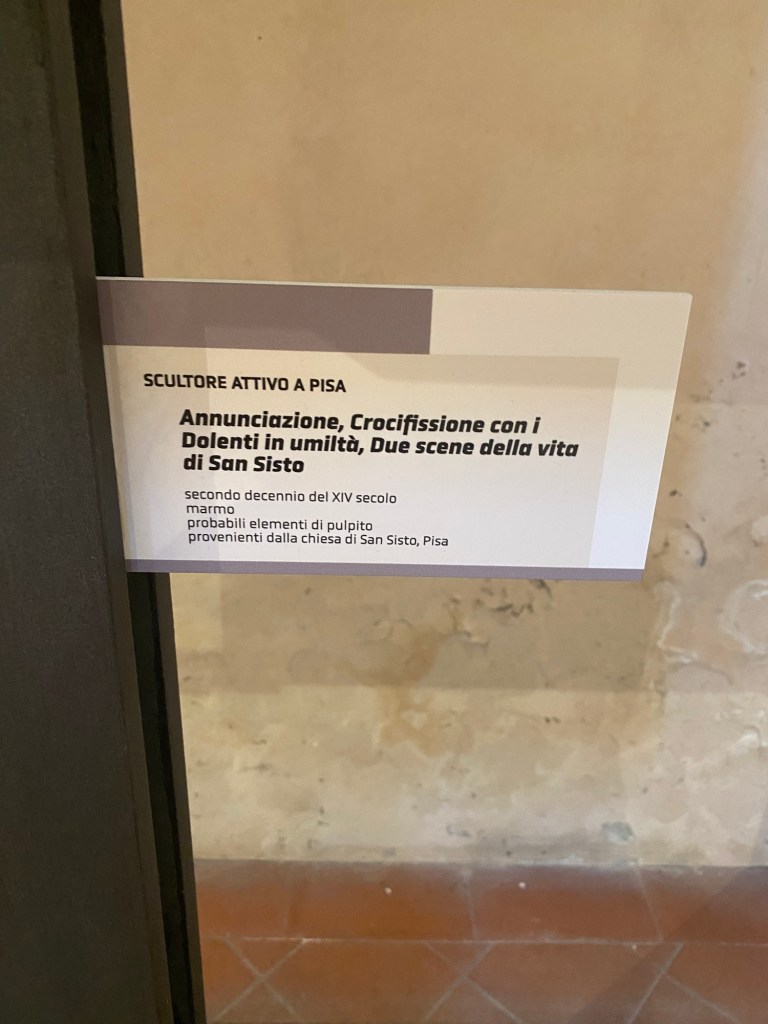 SCULTORE ATTIVO A PISA
Annunciazione, Crocifissione con i
Dolenti in umiltà, Due scene della vita
di San Sisto
secondo decennio del XIV secolo
marmo
probabili elementi di pulpito
provenienti dalla chiesa di San Sisto, Pisa